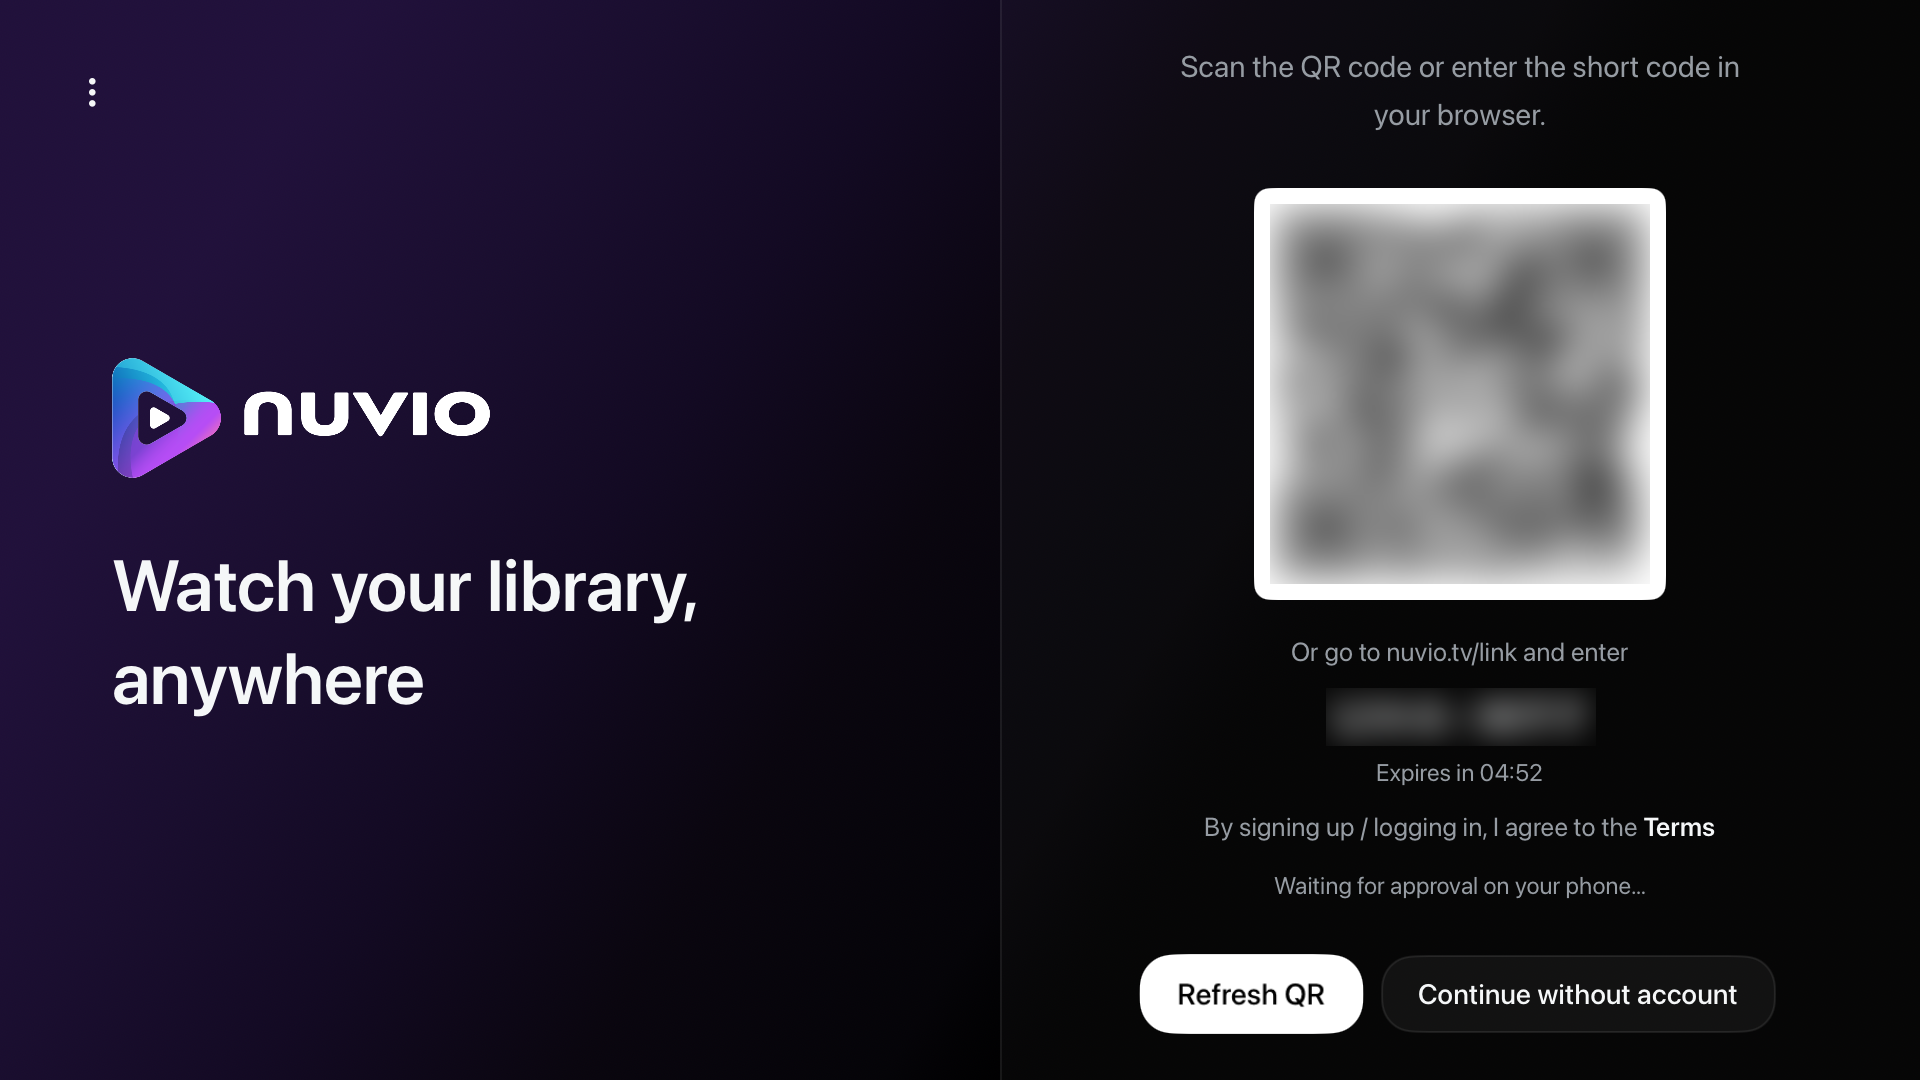 nuvio
Watch your library,
anywhere
Scan the QR code or enter the short code in
your browser.
Or go to nuvio.tv/link and enter
Expires in 04:52
By signing up / logging in, I agree to the Terms
Waiting for approval on your phone...
Refresh QR
Continue without account